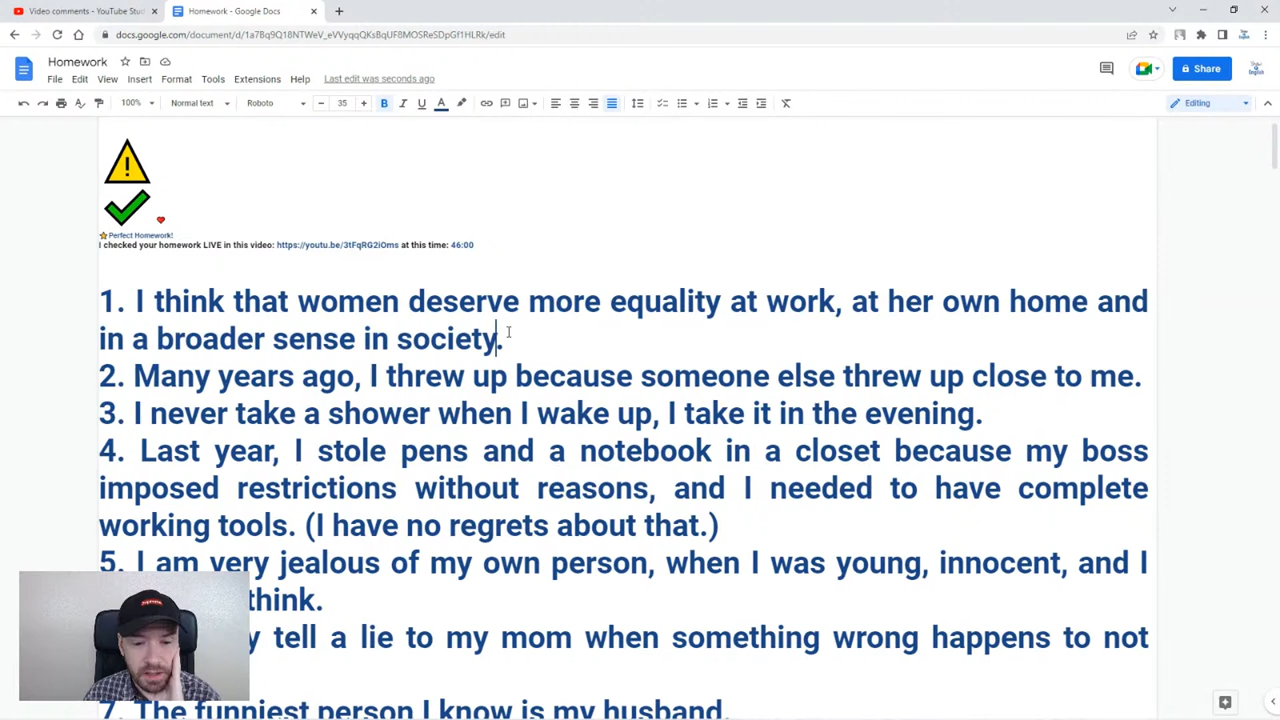 Video comments - YouTube Stud
Homework - Google Docs
docs.google.com/document/d/1a7Bq9Q18NTWeV_eVVyqqQKsBqUF8MOSReSDpGf1HLRk/edit
Homework
File Edit View Insert Format Tools Extensions Help Last edit was seconds ago
Share
100% Normal text Roboto 35 B I U A Editing
Perfect Homework!
I checked your homework LIVE in this video: https://youtu.be/3tFqRG2iOms at this time: 46:00
1. I think that women deserve more equality at work, at her own home and
in a broader sense in society.
2. Many years ago, I threw up because someone else threw up close to me.
3. I never take a shower when I wake up, I take it in the evening.
4. Last year, I stole pens and a notebook in a closet because my boss
imposed restrictions without reasons, and I needed to have complete
working tools. (I have no regrets about that.)
5. I am very jealous of my own person, when I was young, innocent, and I
think.
tell a lie to my mom when something wrong happens to not
7. The funniest person I know is my husband.